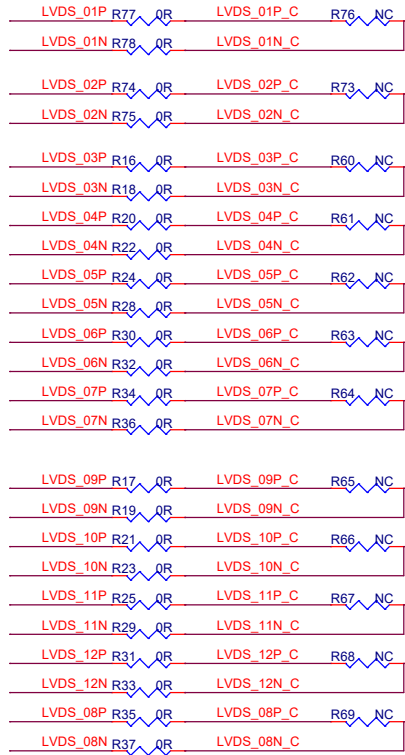 LVDS_01P R77 0R LVDS_01P_C R76 NC
LVDS_01N R78 0R LVDS_01N_C
LVDS_02P R74 0R LVDS_02P_C R73 NC
LVDS_02N R75 0R LVDS_02N_C
LVDS_03P R16 0R LVDS_03P_C R60 NC
LVDS_03N R18 0R LVDS_03N_C
LVDS_04P R20 0R LVDS_04P_C R61 NC
LVDS_04N R22 0R LVDS_04N_C
LVDS_05P R24 0R LVDS_05P_C R62 NC
LVDS_05N R28 0R LVDS_05N_C
LVDS_06P R30 0R LVDS_06P_C R63 NC
LVDS_06N R32 0R LVDS_06N_C
LVDS_07P R34 0R LVDS_07P_C R64 NC
LVDS_07N R36 0R LVDS_07N_C
LVDS_09P R17 0R LVDS_09P_C R65 NC
LVDS_09N R19 0R LVDS_09N_C
LVDS_10P R21 0R LVDS_10P_C R66 NC
LVDS_10N R23 0R LVDS_10N_C
LVDS_11P R25 0R LVDS_11P_C R67 NC
LVDS_11N R29 0R LVDS_11N_C
LVDS_12P R31 0R LVDS_12P_C R68 NC
LVDS_12N R33 0R LVDS_12N_C
LVDS_08P R35 0R LVDS_08P_C R69 NC
LVDS_08N R37 0R LVDS_08N_C